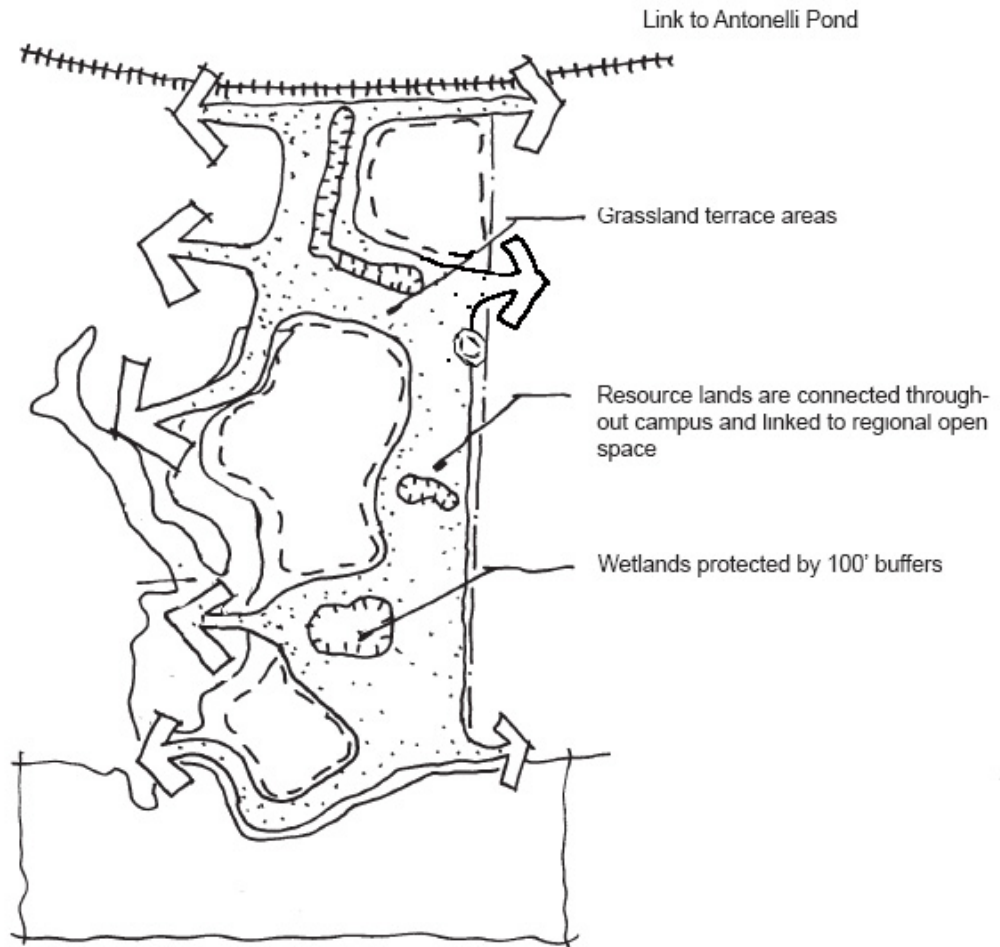 Link to Antonelli Pond
Grassland terrace areas
Resource lands are connected through-
out campus and linked to regional open
space
Wetlands protected by 100' buffers